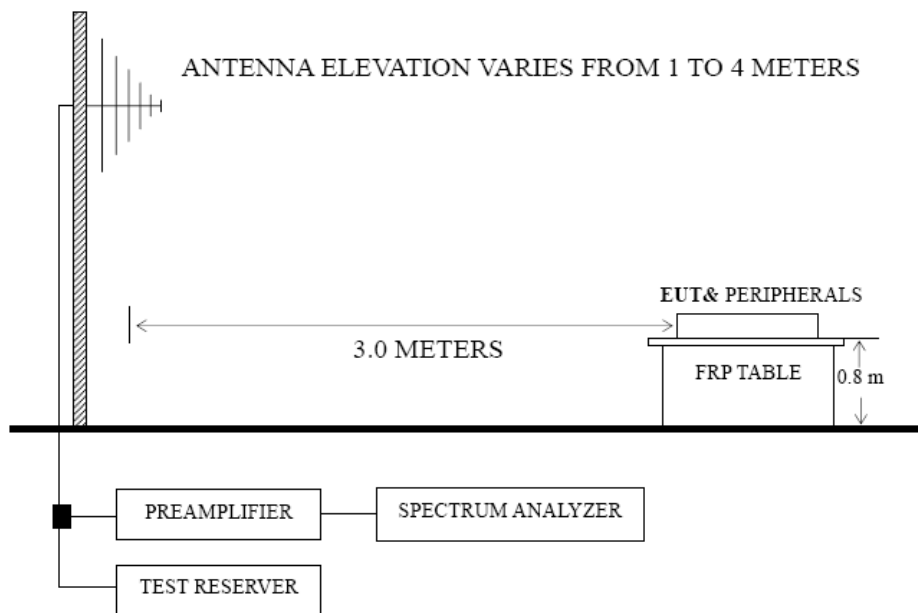 ANTENNA ELEVATION VARIES FROM 1 TO 4 METERS
EUT& PERIPHERALS
3.0 METERS
FRP TABLE
0.8 m
PREAMPLIFIER
SPECTRUM ANALYZER
TEST RESERVER